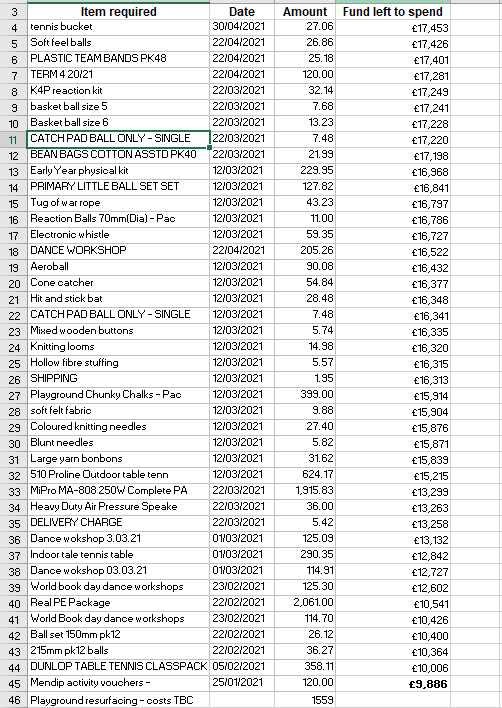 3 Item required Date Amount Fund left to spend
4 tennis bucket 30/04/2021 27.06 £17,453
5 Soft feel balls 22/04/2021 26.86 £17,426
6 PLASTIC TEAM BANDS PK48 22/04/2021 25.18 £17,401
7 TERM 4 20/21 22/04/2021 120.00 £17,281
8 K4P reaction kit 22/03/2021 32.14 £17,249
9 basket ball size 5 22/03/2021 7.68 £17,241
10 Basket ball size 6 22/03/2021 13.23 £17,228
11 CATCH PAD BALL ONLY - SINGLE 22/03/2021 7.48 £17,220
12 BEAN BAGS COTTON ASSTD PK40 22/03/2021 21.99 £17,198
13 Early Year physical kit 12/03/2021 229.95 £16,968
14 PRIMARY LITTLE BALL SET SET 12/03/2021 127.82 £16,841
15 Tug of war rope 12/03/2021 43.23 £16,797
16 Reaction Balls 70mm(Dia) - Pac 12/03/2021 11.00 £16,786
17 Electronic whistle 12/03/2021 59.35 £16,727
18 DANCE WORKSHOP 22/04/2021 205.26 £16,522
19 Aeroball 12/03/2021 90.08 £16,432
20 Cone catcher 12/03/2021 54.84 £16,377
21 Hit and stick bat 12/03/2021 28.48 £16,348
22 CATCH PAD BALL ONLY - SINGLE 12/03/2021 7.48 £16,341
23 Mixed wooden buttons 12/03/2021 5.74 £16,335
24 Knitting looms 12/03/2021 14.98 £16,320
25 Hollow fibre stuffing 12/03/2021 5.57 £16,315
26 SHIPPING 12/03/2021 1.95 £16,313
27 Playground Chunky Chalks - Pac 12/03/2021 399.00 £15,914
28 soft felt fabric 12/03/2021 9.88 £15,904
29 Coloured knitting needles 12/03/2021 27.40 £15,876
30 Blunt needles 12/03/2021 5.82 £15,871
31 Large yarn bonbons 12/03/2021 31.62 £15,839
32 510 Proline Outdoor table tenn 12/03/2021 624.17 £15,215
33 MiPro MA-808 250W Complete PA 22/03/2021 1,915.83 £13,299
34 Heavy Duty Air Pressure Speake 22/03/2021 36.00 £13,263
35 DELIVERY CHARGE 22/03/2021 5.42 £13,258
36 Dance wokshop 3.03.21 01/03/2021 125.09 £13,132
37 Indoor tale tennis table 01/03/2021 290.35 £12,842
38 Dance wokshop 03.03.21 01/03/2021 114.91 £12,727
39 World book day dance workshops 23/02/2021 125.30 £12,602
40 Real PE Package 22/02/2021 2,061.00 £10,541
41 World Book day dance workshops 23/02/2021 114.70 £10,426
42 Ball set 150mm pk12 22/02/2021 26.12 £10,400
43 215mm pk12 balls 22/02/2021 36.27 £10,364
44 DUNLOP TABLE TENNIS CLASSPACK 05/02/2021 358.11 £10,006
45 Mendip activity vouchers - 25/01/2021 120.00 £9,886
46 Playground resurfacing - costs TBC 1559